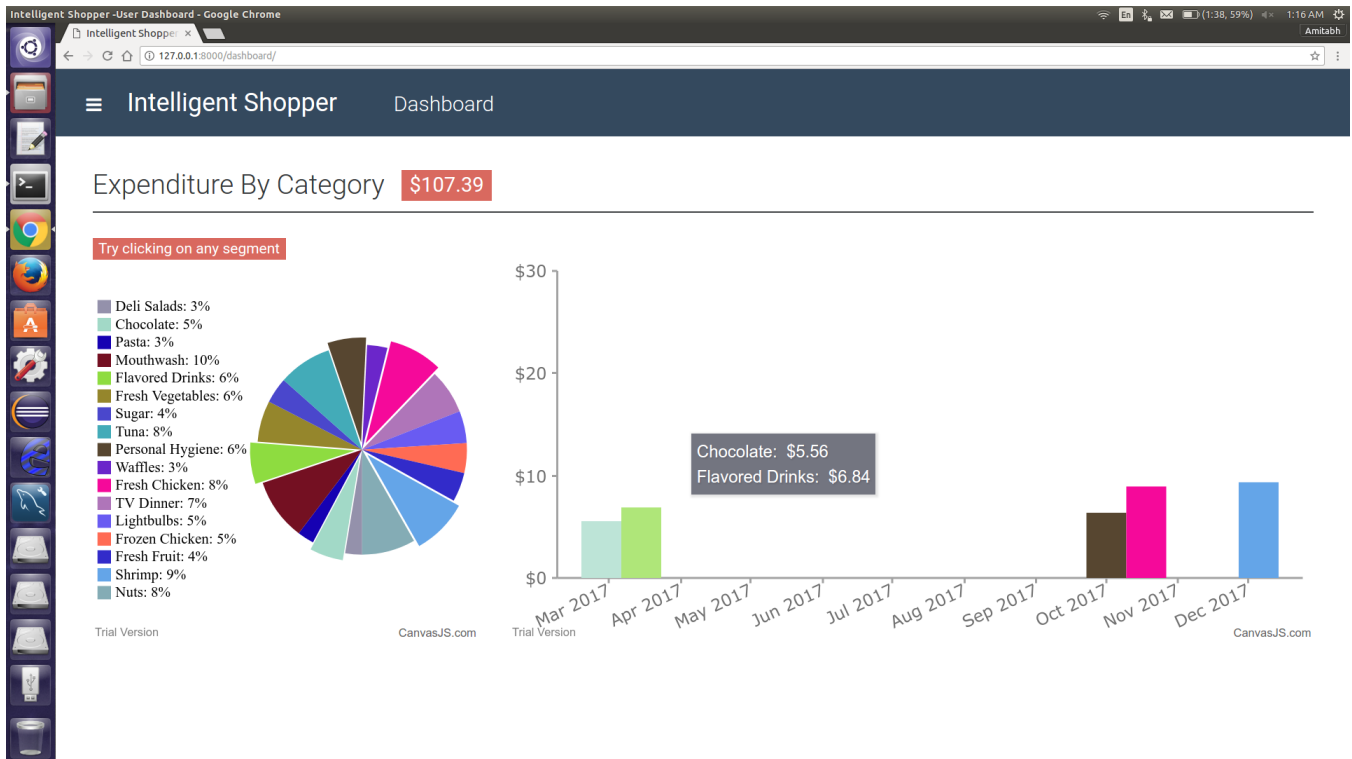 Intelligent Shopper -User Dashboard - Google Chrome
En
(1:38, 59%)
1:16 AM
Intelligent Shopper
Amitabh
127.0.0.1:8000/dashboard/
Intelligent Shopper
Dashboard
Expenditure By Category
$107.39
Try clicking on any segment
Deli Salads: 3%
Chocolate: 5%
Pasta: 3%
Mouthwash: 10%
Flavored Drinks: 6%
Fresh Vegetables: 6%
Sugar: 4%
Tuna: 8%
Personal Hygiene: 6%
Waffles: 3%
Fresh Chicken: 8%
TV Dinner: 7%
Lightbulbs: 5%
Frozen Chicken: 5%
Fresh Fruit: 4%
Shrimp: 9%
Nuts: 8%
Trial Version
CanvasJS.com
$30
$20
$10
$0
Chocolate: $5.56
Flavored Drinks: $6.84
Mar 2017
Apr 2017
May 2017
Jun 2017
Jul 2017
Aug 2017
Sep 2017
Oct 2017
Nov 2017
Dec 2017
Trial Version
CanvasJS.com